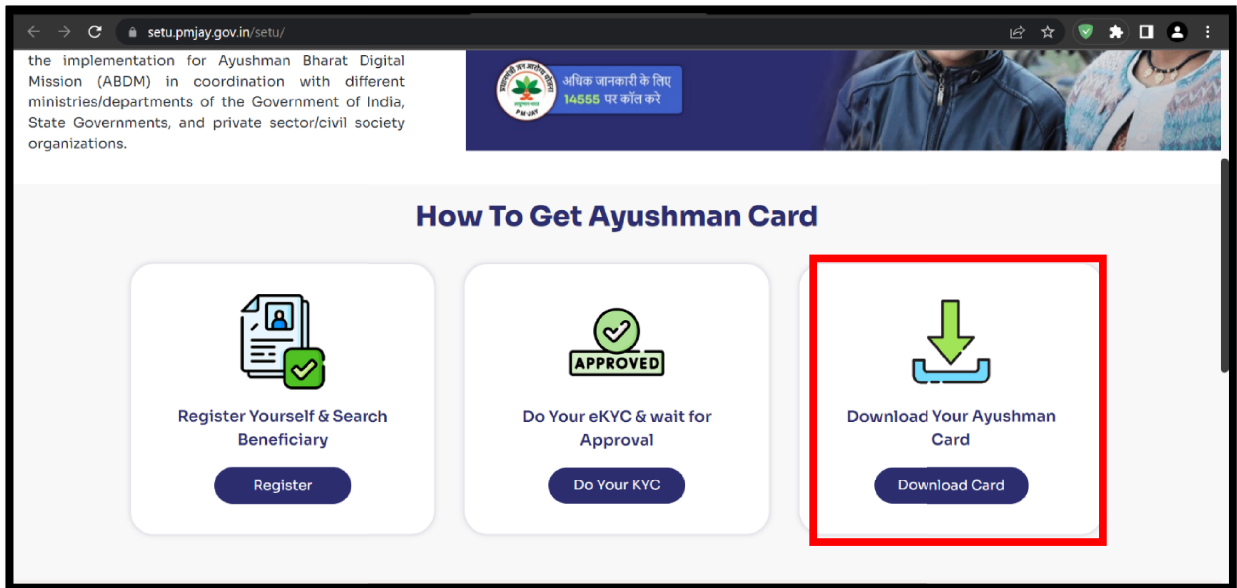 setu.pmjay.gov.in/setu/
the implementation for Ayushman Bharat Digital
Mission (ABDM) in coordination with different
ministries/departments of the Government of India,
State Governments, and private sector/civil society
organizations.
PM-JAY
अधिक जानकारी के लिए
14555 पर कॉल करे
How To Get Ayushman Card
Register Yourself & Search
Beneficiary
Register
APPROVED
Do Your eKYC & wait for
Approval
Do Your KYC
Download Your Ayushman
Card
Download Card